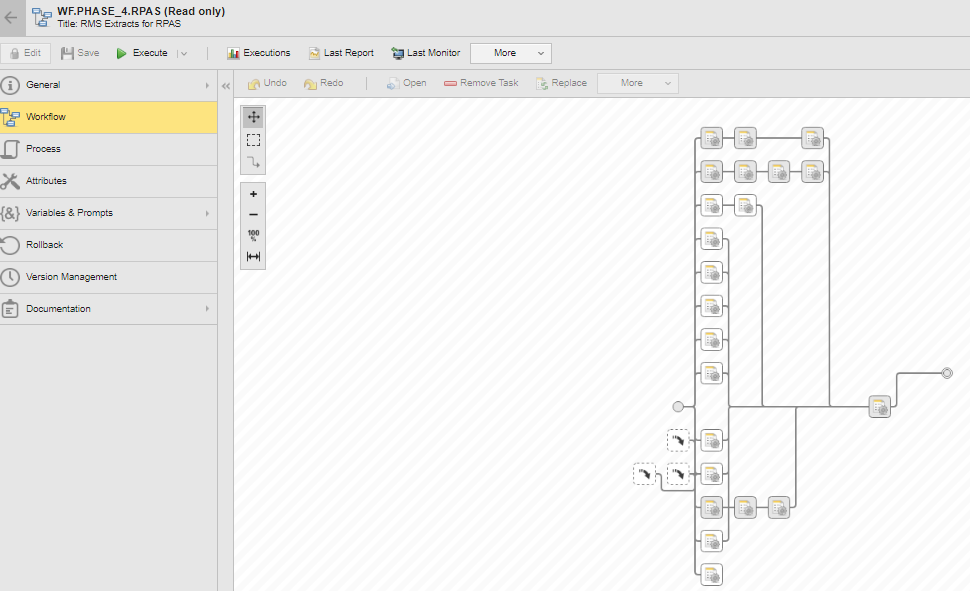 WF.PHASE_4.RPAS (Read only)
Title: RMS Extracts for RPAS
Edit Save Execute Executions Last Report Last Monitor More
General
Workflow
Process
Attributes
Variables & Prompts
Rollback
Version Management
Documentation
Undo Redo Open Remove Task Replace More
+
−
100
%